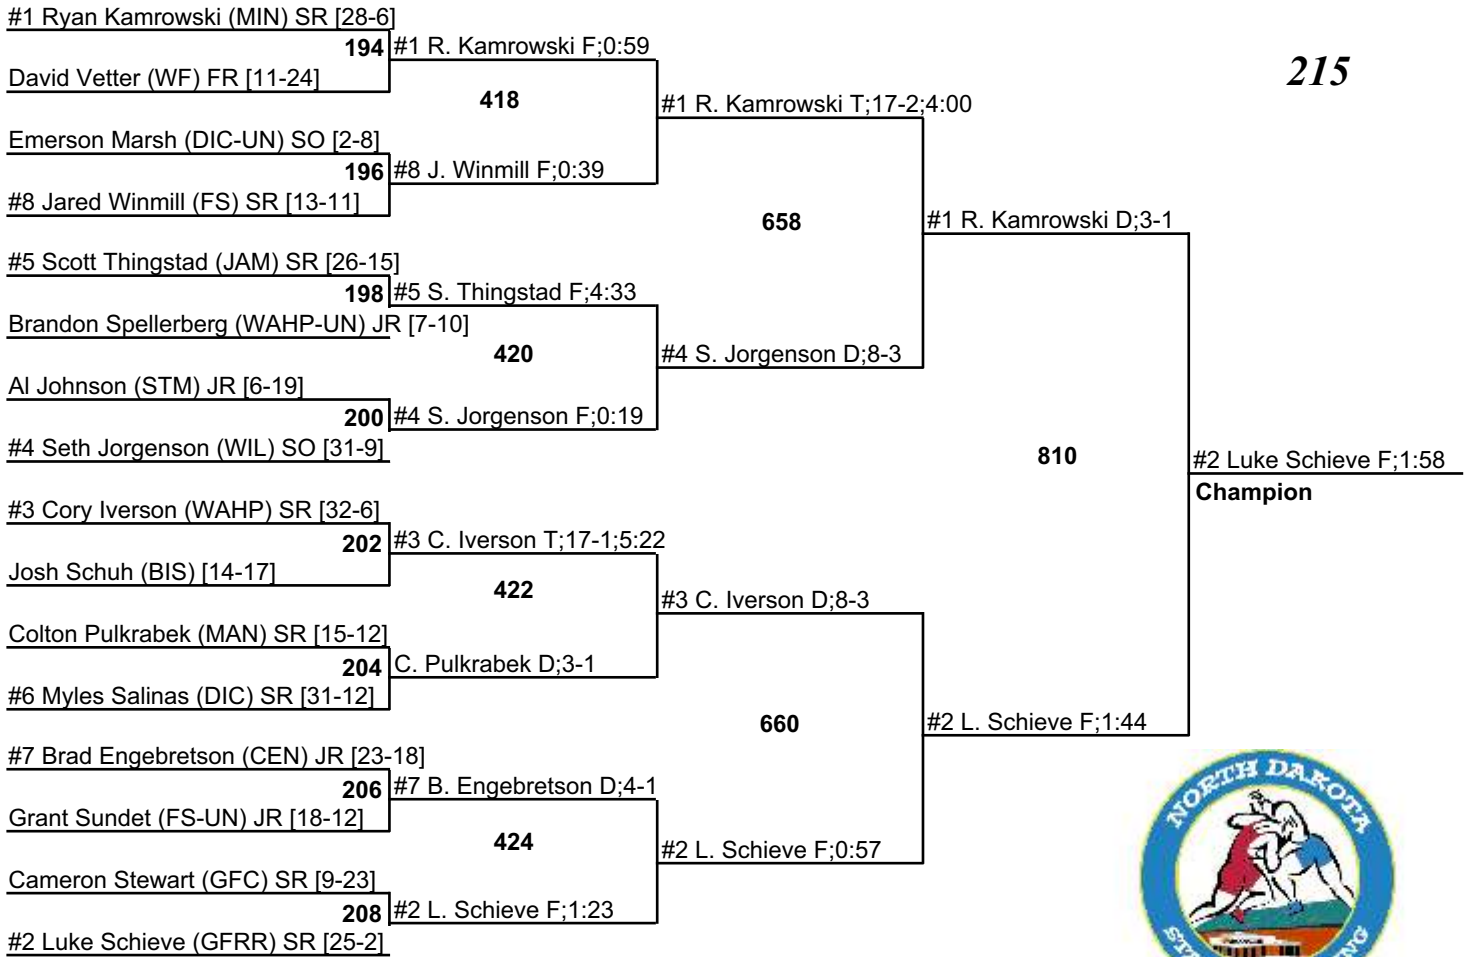 #1 Ryan Kamrowski (MIN) SR [28-6]
194 #1 R. Kamrowski F;0:59
215
David Vetter (WF) FR [11-24]
418
#1 R. Kamrowski T;17-2;4:00
Emerson Marsh (DIC-UN) SO [2-8]
196 #8 J. Winmill F;0:39
#8 Jared Winmill (FS) SR [13-11]
658
#1 R. Kamrowski D;3-1
#5 Scott Thingstad (JAM) SR [26-15]
198 #5 S. Thingstad F;4:33
Brandon Spellerberg (WAHP-UN) JR [7-10]
420
#4 S. Jorgenson D;8-3
Al Johnson (STM) JR [6-19]
200 #4 S. Jorgenson F;0:19
#4 Seth Jorgenson (WIL) SO [31-9]
810
#2 Luke Schieve F;1:58
Champion
#3 Cory Iverson (WAHP) SR [32-6]
202 #3 C. Iverson T;17-1;5:22
Josh Schuh (BIS) [14-17]
422
#3 C. Iverson D;8-3
Colton Pulkrabek (MAN) SR [15-12]
204 C. Pulkrabek D;3-1
#6 Myles Salinas (DIC) SR [31-12]
660
#2 L. Schieve F;1:44
#7 Brad Engebretson (CEN) JR [23-18]
206 #7 B. Engebretson D;4-1
Grant Sundet (FS-UN) JR [18-12]
424
#2 L. Schieve F;0:57
Cameron Stewart (GFC) SR [9-23]
208 #2 L. Schieve F;1:23
#2 Luke Schieve (GFRR) SR [25-2]
NORTH DAKOTA